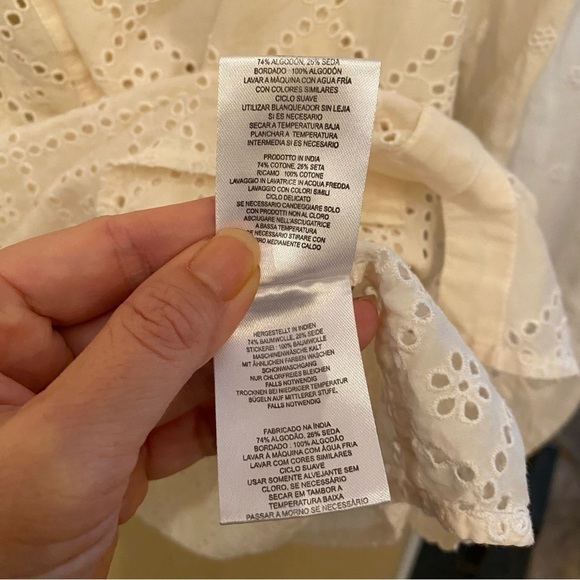 74% ALGODÓN, 26% SEDA
BORDADO : 100% ALGODÓN
LAVAR A MÁQUINA CON AGUA FRÍA
CON COLORES SIMILARES
CICLO SUAVE
UTILIZAR BLANQUEADOR SIN LEJIA
SI ES NECESARIO
SECAR A TEMPERATURA BAJA
PLANCHAR A TEMPERATURA
INTERMEDIA SI ES NECESARIO
PRODOTTO IN INDIA
74% COTONE, 26% SETA
RICAMO: 100% COTONE
LAVAGGIO IN LAVATRICE IN ACQUA FREDDA
LAVAGGIO CON COLORI SIMILI
CICLO DELICATO
SE NECESSARIO CANDEGGIARE SOLO
CON PRODOTTI NON AL CLORO
ASCIUGARE NELL'ASCIUGATRICE
A BASSA TEMPERATURA
NECESSARIO STIRARE CON
MEDIAMENTE CALDO
HERGESTELLT IN INDIEN
74% BAUMWOLLE, 26% SEIDE
STICKEREI : 100% BAUMWOLLE
MASCHINENWÄSCHE KALT
MIT ÄHNLICHEN FARBEN WASCHEN
SCHONWASCHGANG
NUR CHLORFREIES BLEICHEN
FALLS NOTWENDIG
TROCKNEN BEI NIEDRIGER TEMPERATUR
BÜGELN AUF MITTLERER STUFE,
FALLS NOTWENDIG
FABRICADO NA ÍNDIA
74% ALGODÃO, 26% SEDA
BORDADO : 100% ALGODÃO
LAVAR À MÁQUINA COM ÁGUA FRIA
LAVAR COM CORES SIMILARES
CICLO SUAVE
USAR SOMENTE ALVEJANTE SEM
CLORO, SE NECESSÁRIO
SECAR EM TAMBOR A
TEMPERATURA BAIXA
PASSAR A MORNO SE NECESSÁRIO